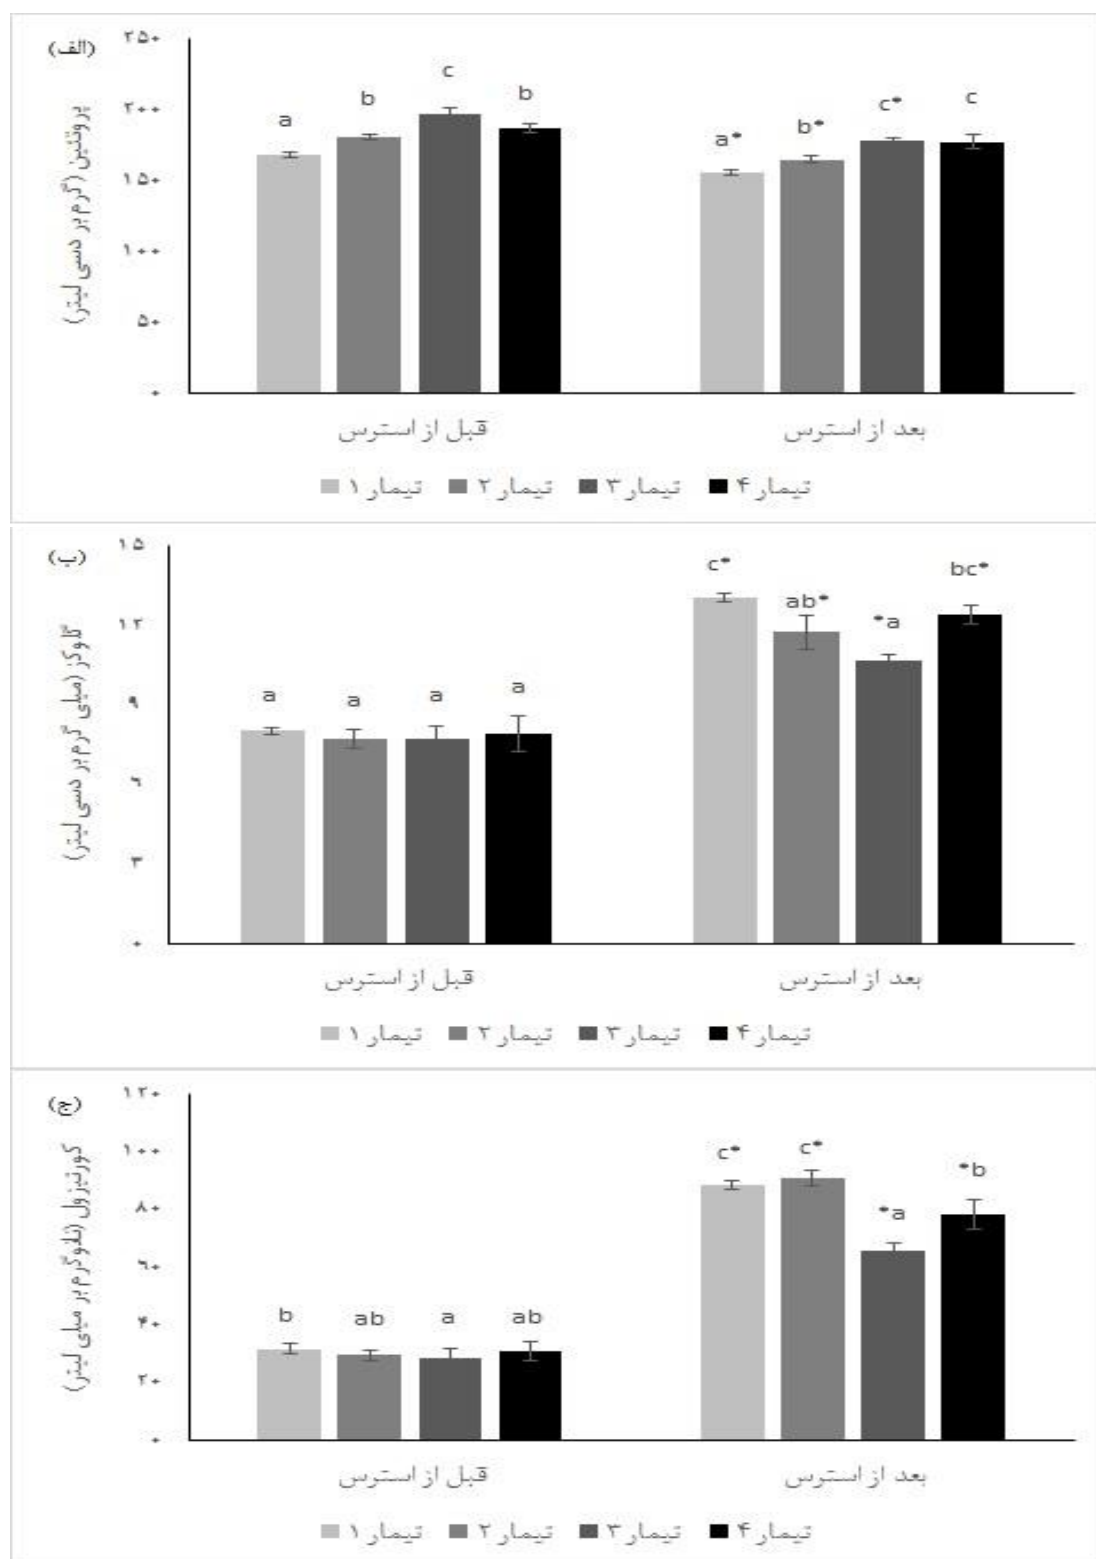 (الف)
پروتئین (گرم بر دسی لیتر)
۲۵۰
۲۰۰
۱۵۰
۱۰۰
۵۰
۰
a b c b a* b* c* c
قبل از استرس بعد از استرس
تیمار ۱ تیمار ۲ تیمار ۳ تیمار ۴
(ب)
گلوکز (میلی گرم بر دسی لیتر)
۱۵
۱۲
۹
۶
۳
۰
a a a a c* ab* *a bc*
قبل از استرس بعد از استرس
تیمار ۱ تیمار ۲ تیمار ۳ تیمار ۴
(ج)
کورتیزول (نانوگرم بر میلی لیتر)
۱۲۰
۱۰۰
۸۰
۶۰
۴۰
۲۰
۰
b ab a ab c* c* *a *b
قبل از استرس بعد از استرس
تیمار ۱ تیمار ۲ تیمار ۳ تیمار ۴